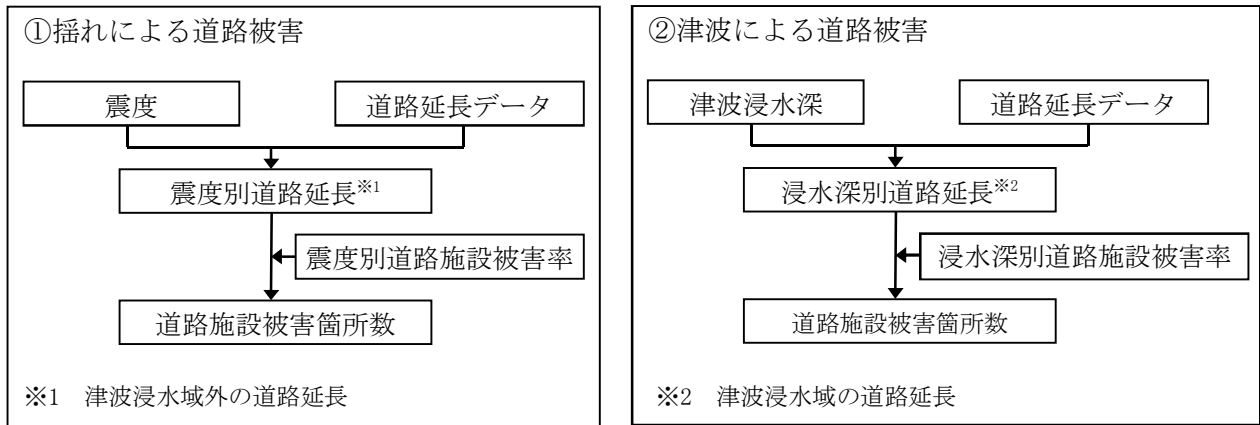 ①揺れによる道路被害
震度
道路延長データ
震度別道路延長※1
震度別道路施設被害率
道路施設被害箇所数
※1　津波浸水域外の道路延長
②津波による道路被害
津波浸水深
道路延長データ
浸水深別道路延長※2
浸水深別道路施設被害率
道路施設被害箇所数
※2　津波浸水域の道路延長